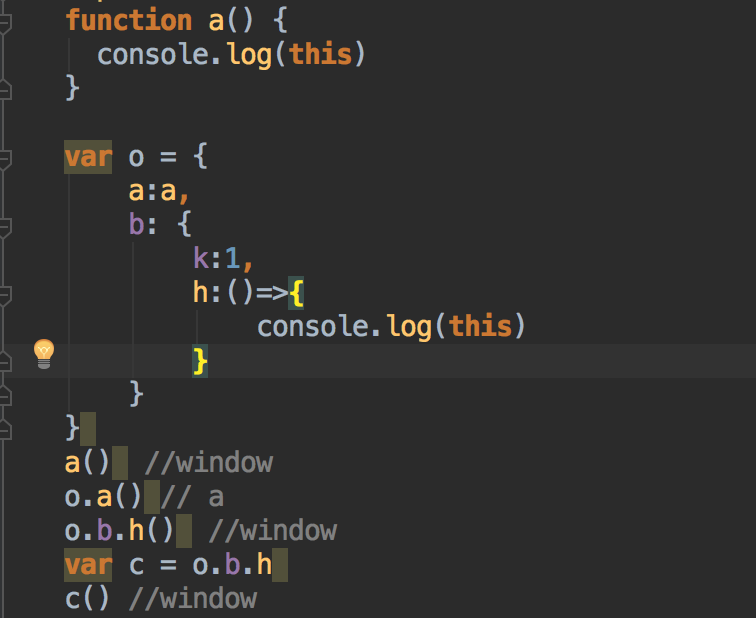 function a() {
  console.log(this)
}
var o = {
    a:a,
    b: {
        k:1,
        h:()=>{
            console.log(this)
        }
    }
}
a()  //window
o.a() // a
o.b.h()  //window
var c = o.b.h
c() //window